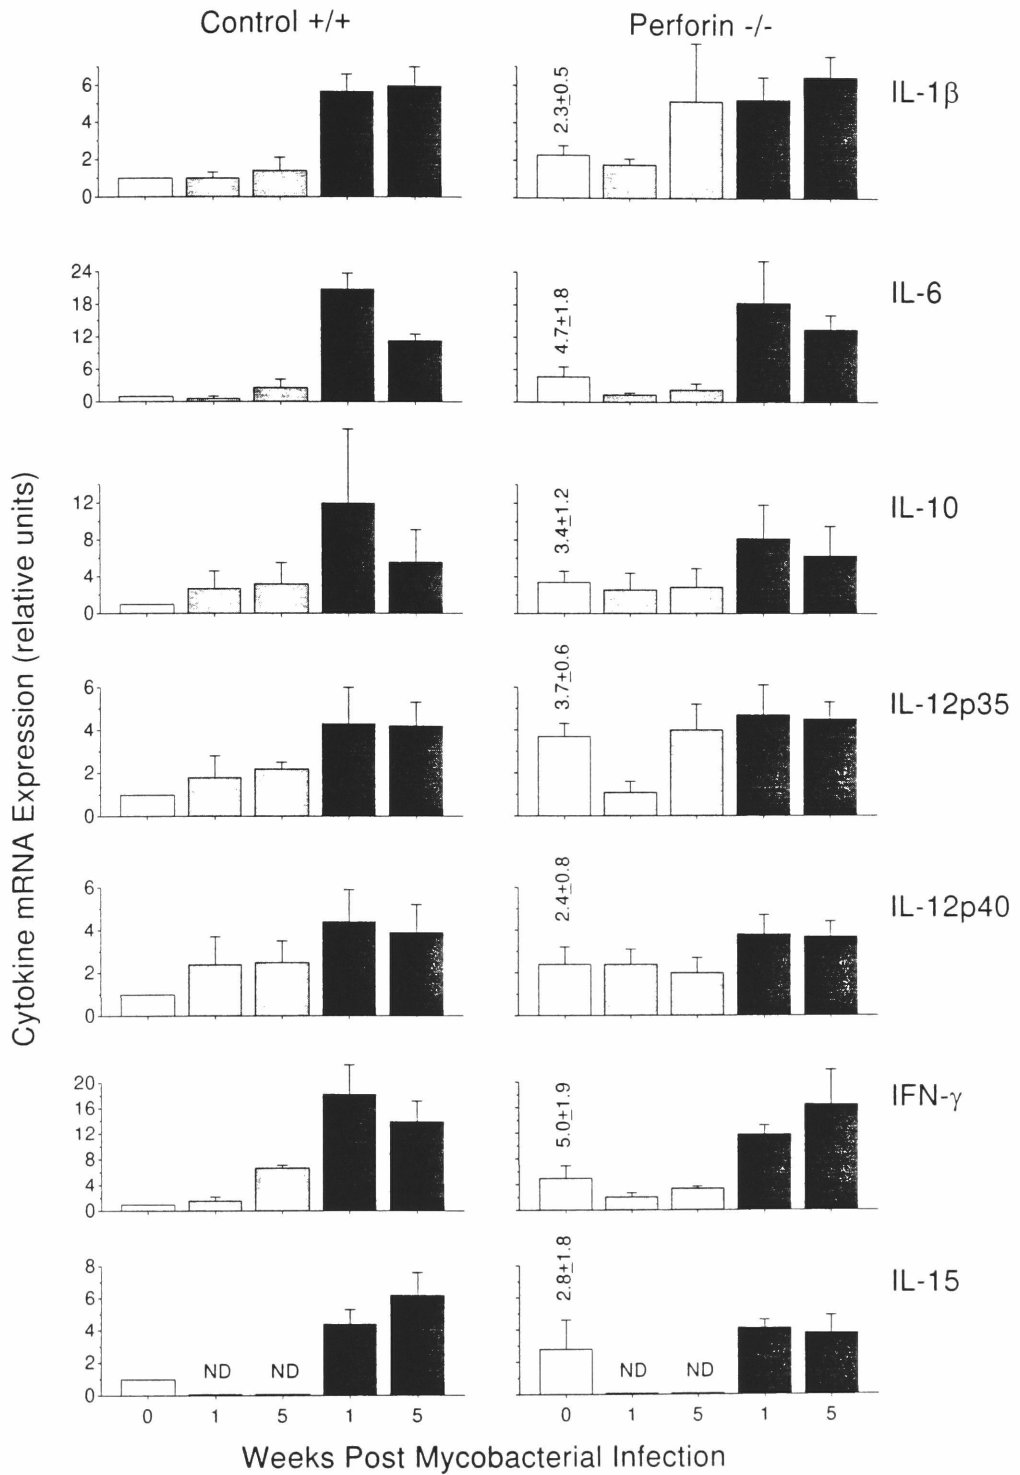 Control +/+
Perforin -/-
6
4
2
0
2.3±0.5
IL-1β
24
18
12
6
0
4.7±1.8
IL-6
12
8
4
0
3.4±1.2
IL-10
6
4
2
0
3.7±0.6
IL-12p35
6
4
2
0
2.4±0.8
IL-12p40
20
16
12
8
4
0
5.0±1.9
IFN-γ
8
6
4
2
0
ND ND
2.8±1.8
ND ND
IL-15
0 1 5 1 5
0 1 5 1 5
Cytokine mRNA Expression (relative units)
Weeks Post Mycobacterial Infection